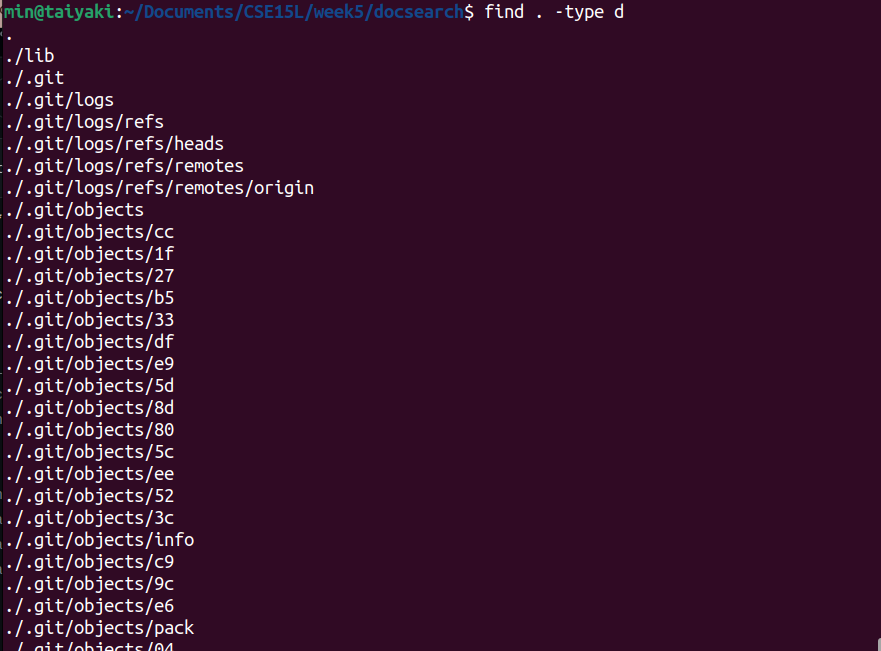 min@taiyaki:~/Documents/CSE15L/week5/docsearch$ find . -type d
.
./lib
./.git
./.git/logs
./.git/logs/refs
./.git/logs/refs/heads
./.git/logs/refs/remotes
./.git/logs/refs/remotes/origin
./.git/objects
./.git/objects/cc
./.git/objects/1f
./.git/objects/27
./.git/objects/b5
./.git/objects/33
./.git/objects/df
./.git/objects/e9
./.git/objects/5d
./.git/objects/8d
./.git/objects/80
./.git/objects/5c
./.git/objects/ee
./.git/objects/52
./.git/objects/3c
./.git/objects/info
./.git/objects/c9
./.git/objects/9c
./.git/objects/e6
./.git/objects/pack
./.git/objects/04